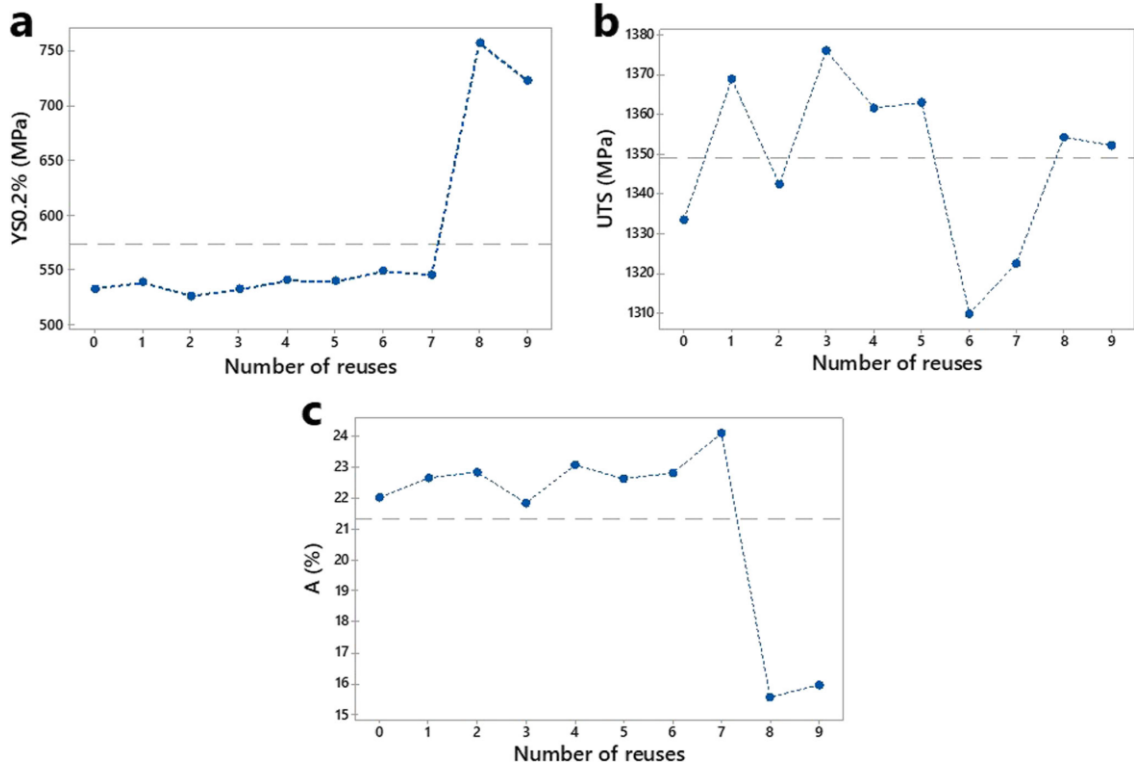 a
YS0.2% (MPa)
750
700
650
600
550
500
0 1 2 3 4 5 6 7 8 9
Number of reuses
b
UTS (MPa)
1380
1370
1360
1350
1340
1330
1320
1310
0 1 2 3 4 5 6 7 8 9
Number of reuses
c
A (%)
24
23
22
21
20
19
18
17
16
15
0 1 2 3 4 5 6 7 8 9
Number of reuses